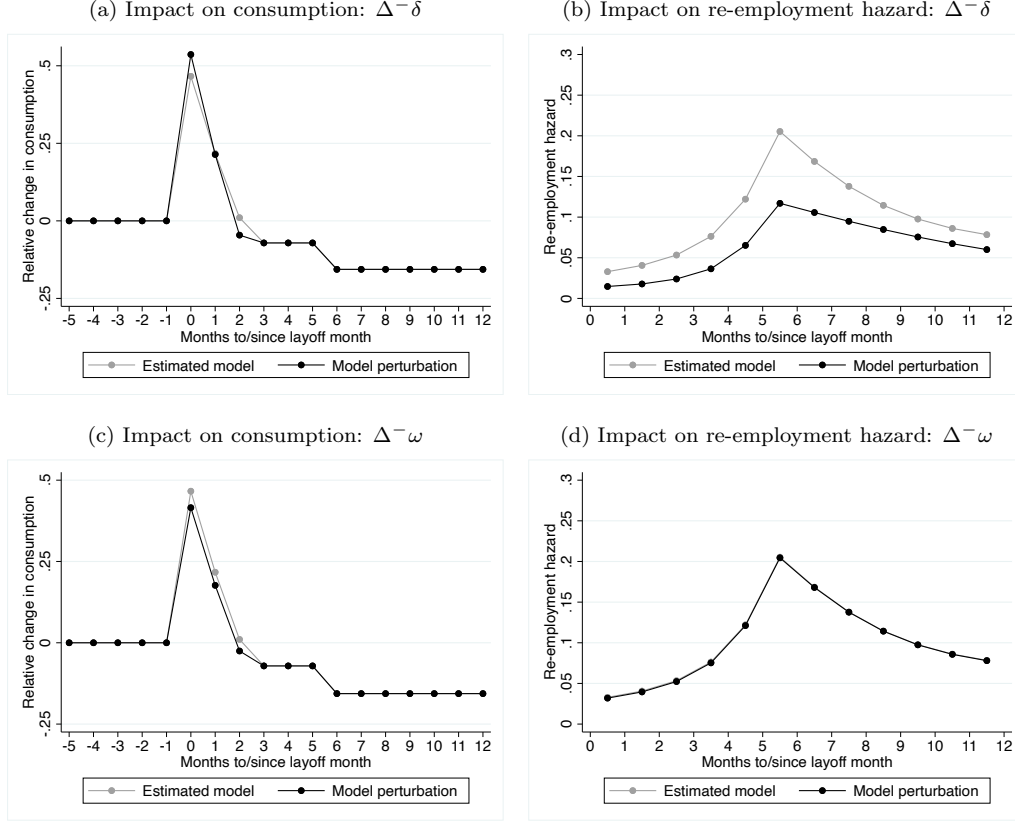 (a) Impact on consumption: Δ⁻δ
Relative change in consumption
.5
.25
0
-.25
-5 -4 -3 -2 -1 0 1 2 3 4 5 6 7 8 9 10 11 12
Months to/since layoff month
Estimated model Model perturbation
(b) Impact on re-employment hazard: Δ⁻δ
Re-employment hazard
.3
.25
.2
.15
.1
.05
0
0 1 2 3 4 5 6 7 8 9 10 11 12
Months to/since layoff month
Estimated model Model perturbation
(c) Impact on consumption: Δ⁻ω
Relative change in consumption
.5
.25
0
-.25
-5 -4 -3 -2 -1 0 1 2 3 4 5 6 7 8 9 10 11 12
Months to/since layoff month
Estimated model Model perturbation
(d) Impact on re-employment hazard: Δ⁻ω
Re-employment hazard
.3
.25
.2
.15
.1
.05
0
0 1 2 3 4 5 6 7 8 9 10 11 12
Months to/since layoff month
Estimated model Model perturbation